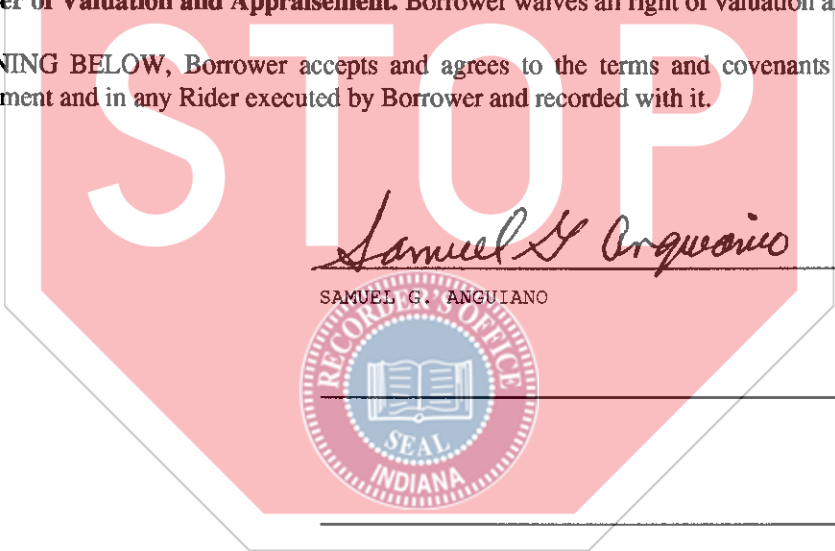 er of Valuation and Appraisement. Borrower waives all right of valuation a
NING BELOW, Borrower accepts and agrees to the terms and covenants
ment and in any Rider executed by Borrower and recorded with it.
STOP
Samuel G Anguiano
SAMUEL G. ANGUIANO
RECORDER'S OFFICE
SEAL
INDIANA